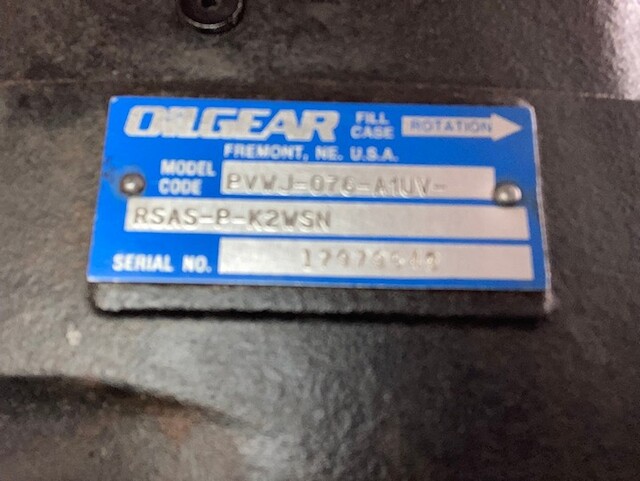 OILGEAR FILL CASE ROTATION
FREMONT, NE. U.S.A.
MODEL CODE PVWJ-076-A1UV-
RSAS-P-K2WSN
SERIAL NO.